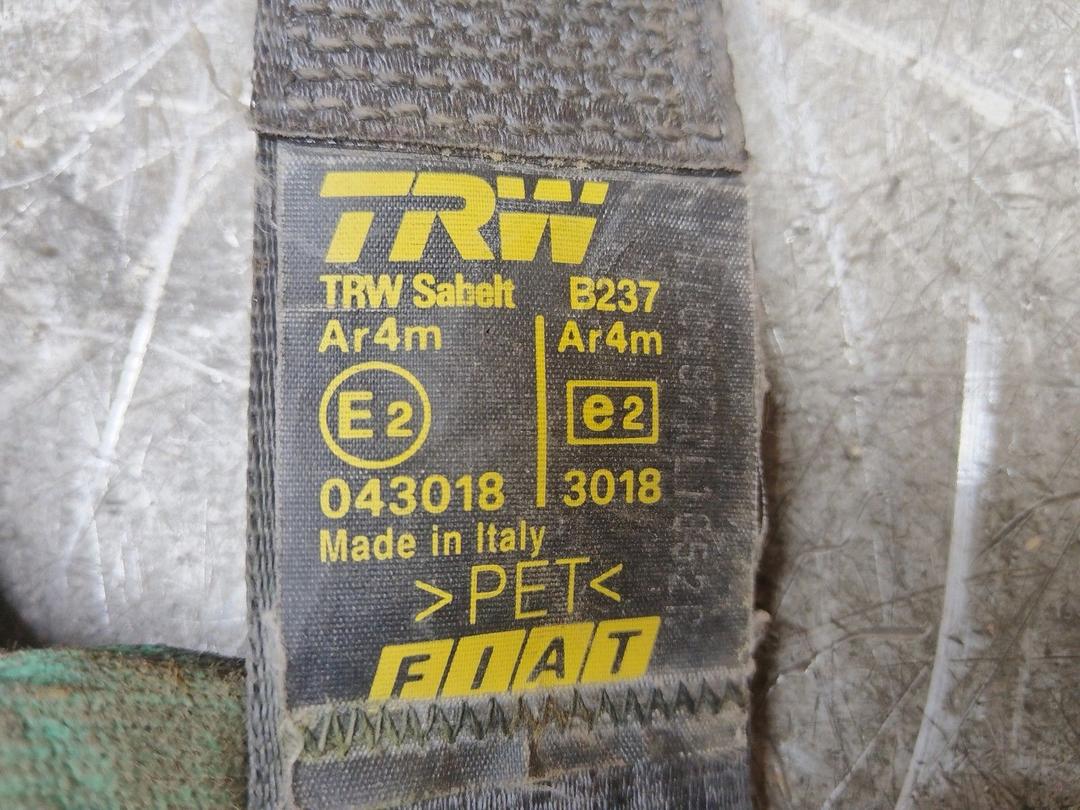 TRW
TRW Sabelt B237
Ar4m Ar4m
E2 e2
043018 3018
Made in Italy
>PET<
FIAT